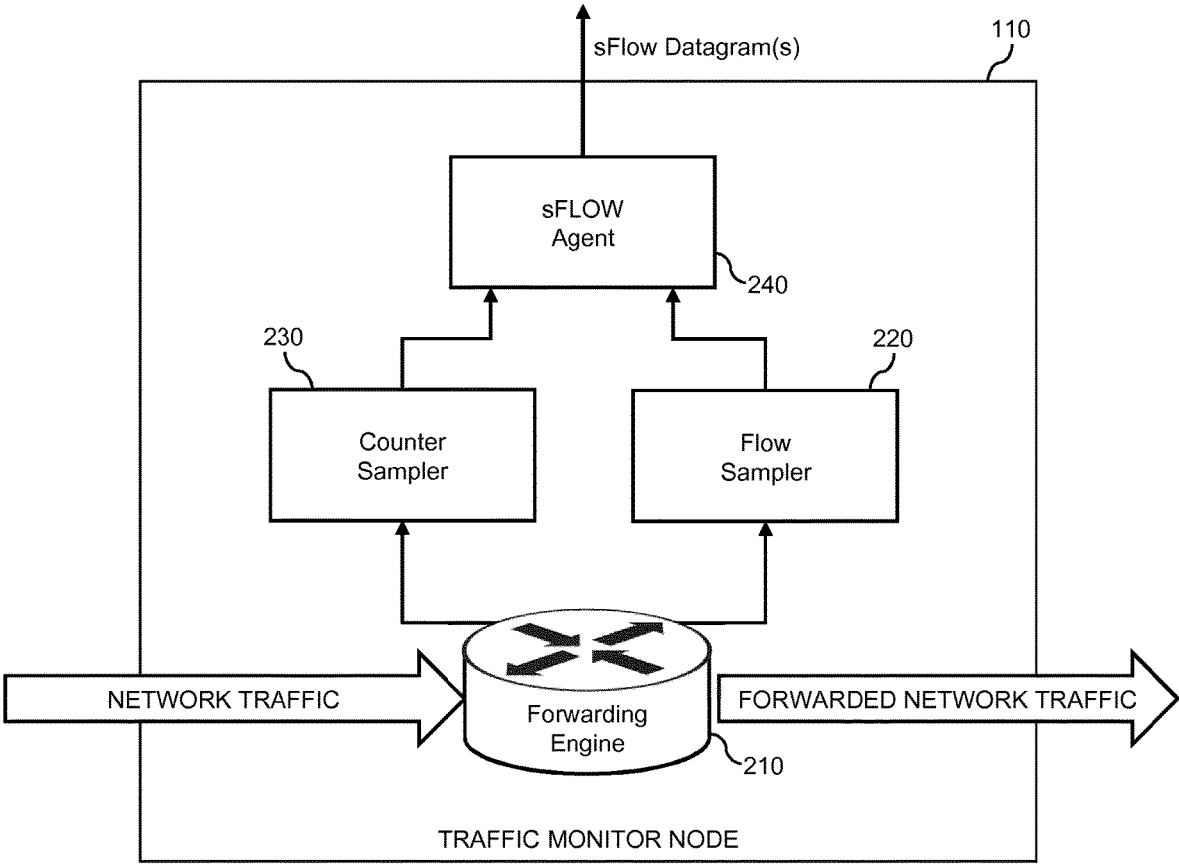 sFlow Datagram(s)
110
sFLOW
Agent
240
230
220
Counter
Sampler
Flow
Sampler
NETWORK TRAFFIC
FORWARDED NETWORK TRAFFIC
Forwarding
Engine
210
TRAFFIC MONITOR NODE